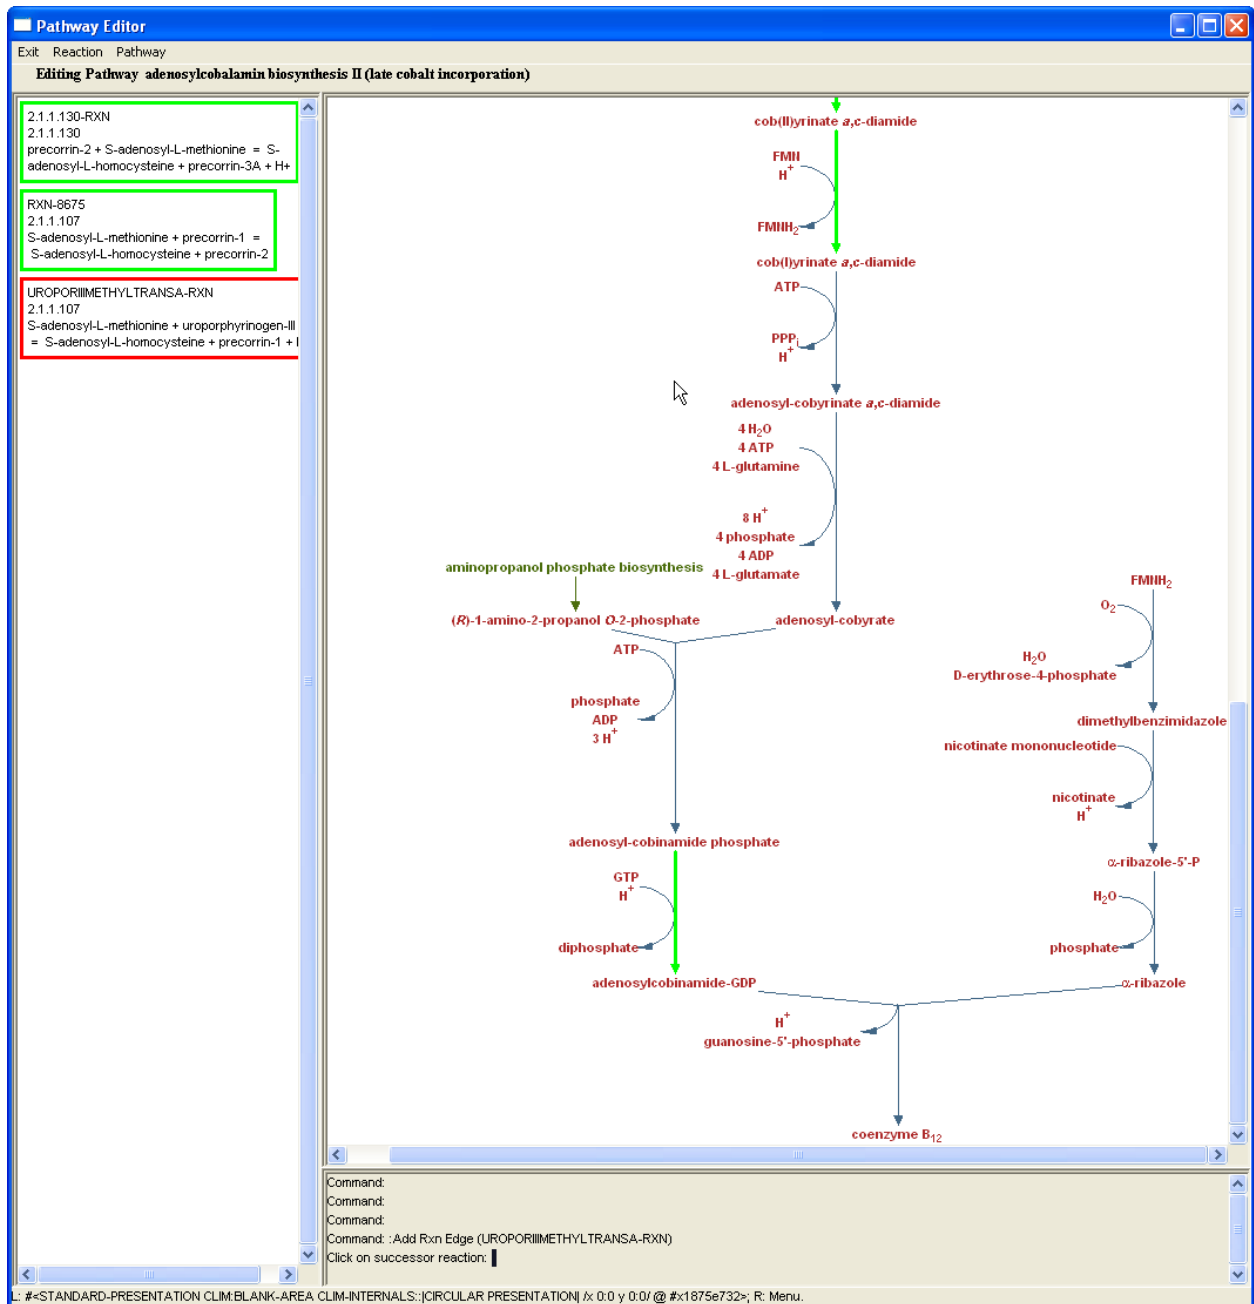 Pathway Editor
Exit Reaction Pathway
Editing Pathway adenosylcobalamin biosynthesis II (late cobalt incorporation)
2.1.1.130-RXN
2.1.1.130
precorrin-2 + S-adenosyl-L-methionine = S-
adenosyl-L-homocysteine + precorrin-3A + H+
RXN-8675
2.1.1.107
S-adenosyl-L-methionine + precorrin-1 =
S-adenosyl-L-homocysteine + precorrin-2
UROPORIIIMETHYLTRANSA-RXN
2.1.1.107
S-adenosyl-L-methionine + uroporphyrinogen-III
= S-adenosyl-L-homocysteine + precorrin-1 +
cob(II)yrinate a,c-diamide
FMN
H+
FMNH2
cob(I)yrinate a,c-diamide
ATP
PPPi
H+
adenosyl-cobyrinate a,c-diamide
4 H2O
4 ATP
4 L-glutamine
8 H+
4 phosphate
4 ADP
4 L-glutamate
aminopropanol phosphate biosynthesis
(R)-1-amino-2-propanol O-2-phosphate
adenosyl-cobyrate
ATP
phosphate
ADP
3 H+
adenosyl-cobinamide phosphate
GTP
H+
diphosphate
adenosylcobinamide-GDP
FMNH2
O2
H2O
D-erythrose-4-phosphate
dimethylbenzimidazole
nicotinate mononucleotide
nicotinate
H+
α-ribazole-5'-P
H2O
phosphate
α-ribazole
H+
guanosine-5'-phosphate
coenzyme B12
Command:
Command:
Command:
Command: :Add Rxn Edge (UROPORIIIMETHYLTRANSA-RXN)
Click on successor reaction:
L: #<STANDARD-PRESENTATION CLIM:BLANK-AREA CLIM-INTERNALS::|CIRCULAR PRESENTATION| /x 0:0 y 0:0/ @ #x1875e732>; R: Menu.